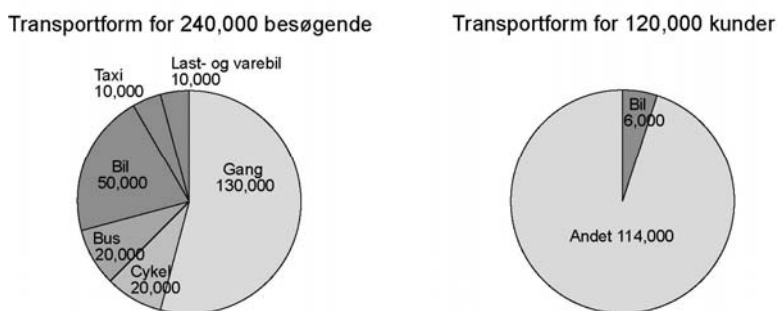 Transportform for 240,000 besøgende
Taxi
10,000
Last- og varebil
10,000
Gang
130,000
Bil
50,000
Bus
20,000
Cykel
20,000
Transportform for 120,000 kunder
Bil
6,000
Andet 114,000